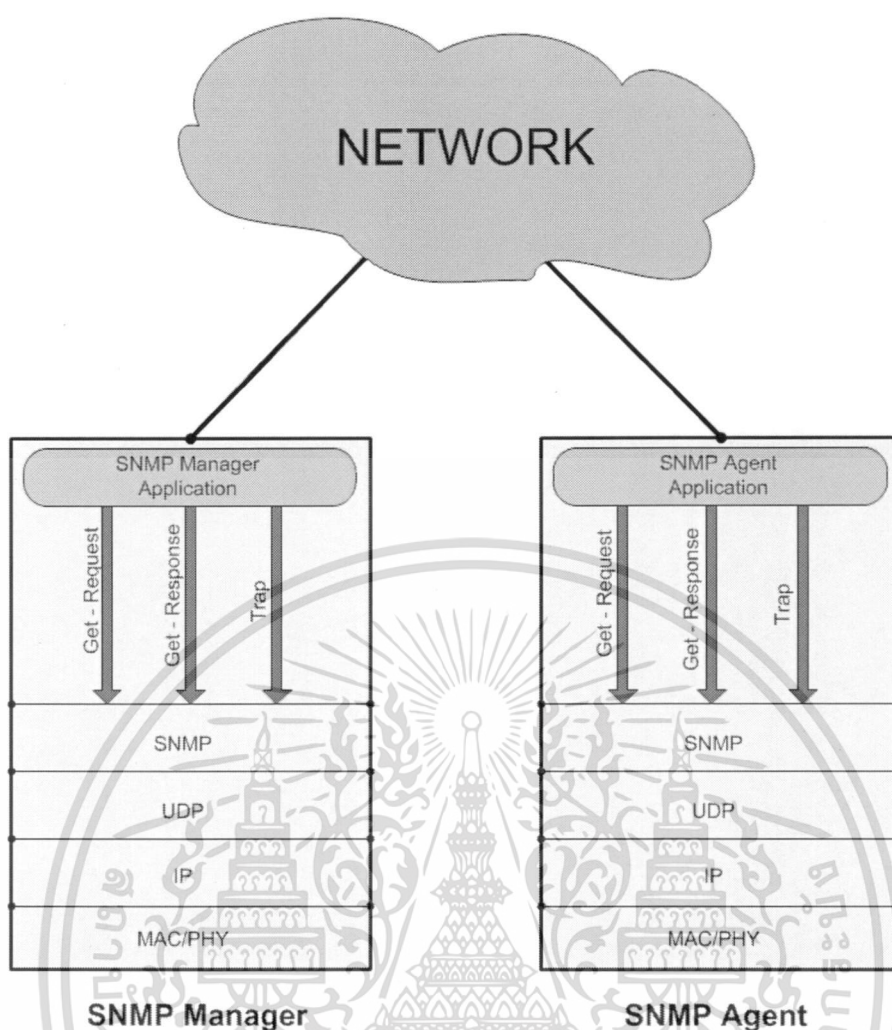 NETWORK
SNMP Manager
Application
Get - Request
Get - Response
Trap
SNMP
UDP
IP
MAC/PHY
SNMP Manager
SNMP Agent
Application
Get - Request
Get - Response
Trap
SNMP
UDP
IP
MAC/PHY
SNMP Agent